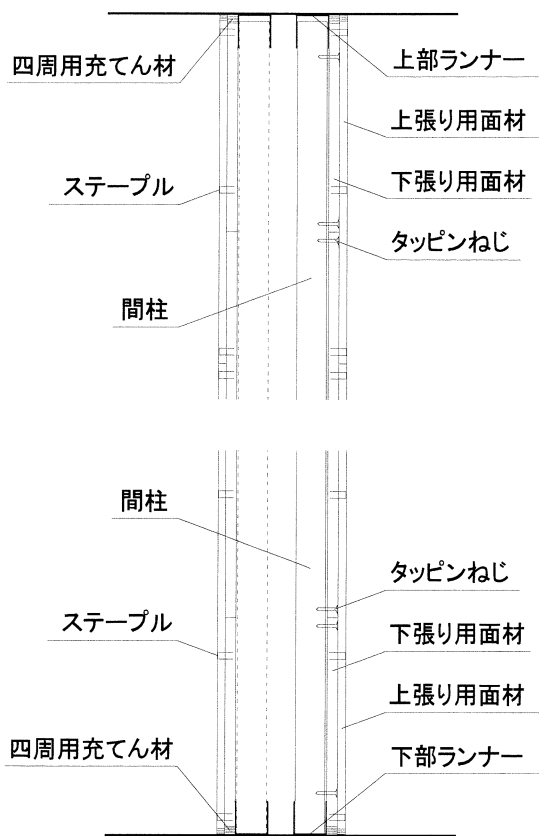 四周用充てん材
上部ランナー
上張り用面材
ステープル
下張り用面材
タッピンねじ
間柱
間柱
タッピンねじ
ステープル
下張り用面材
上張り用面材
四周用充てん材
下部ランナー